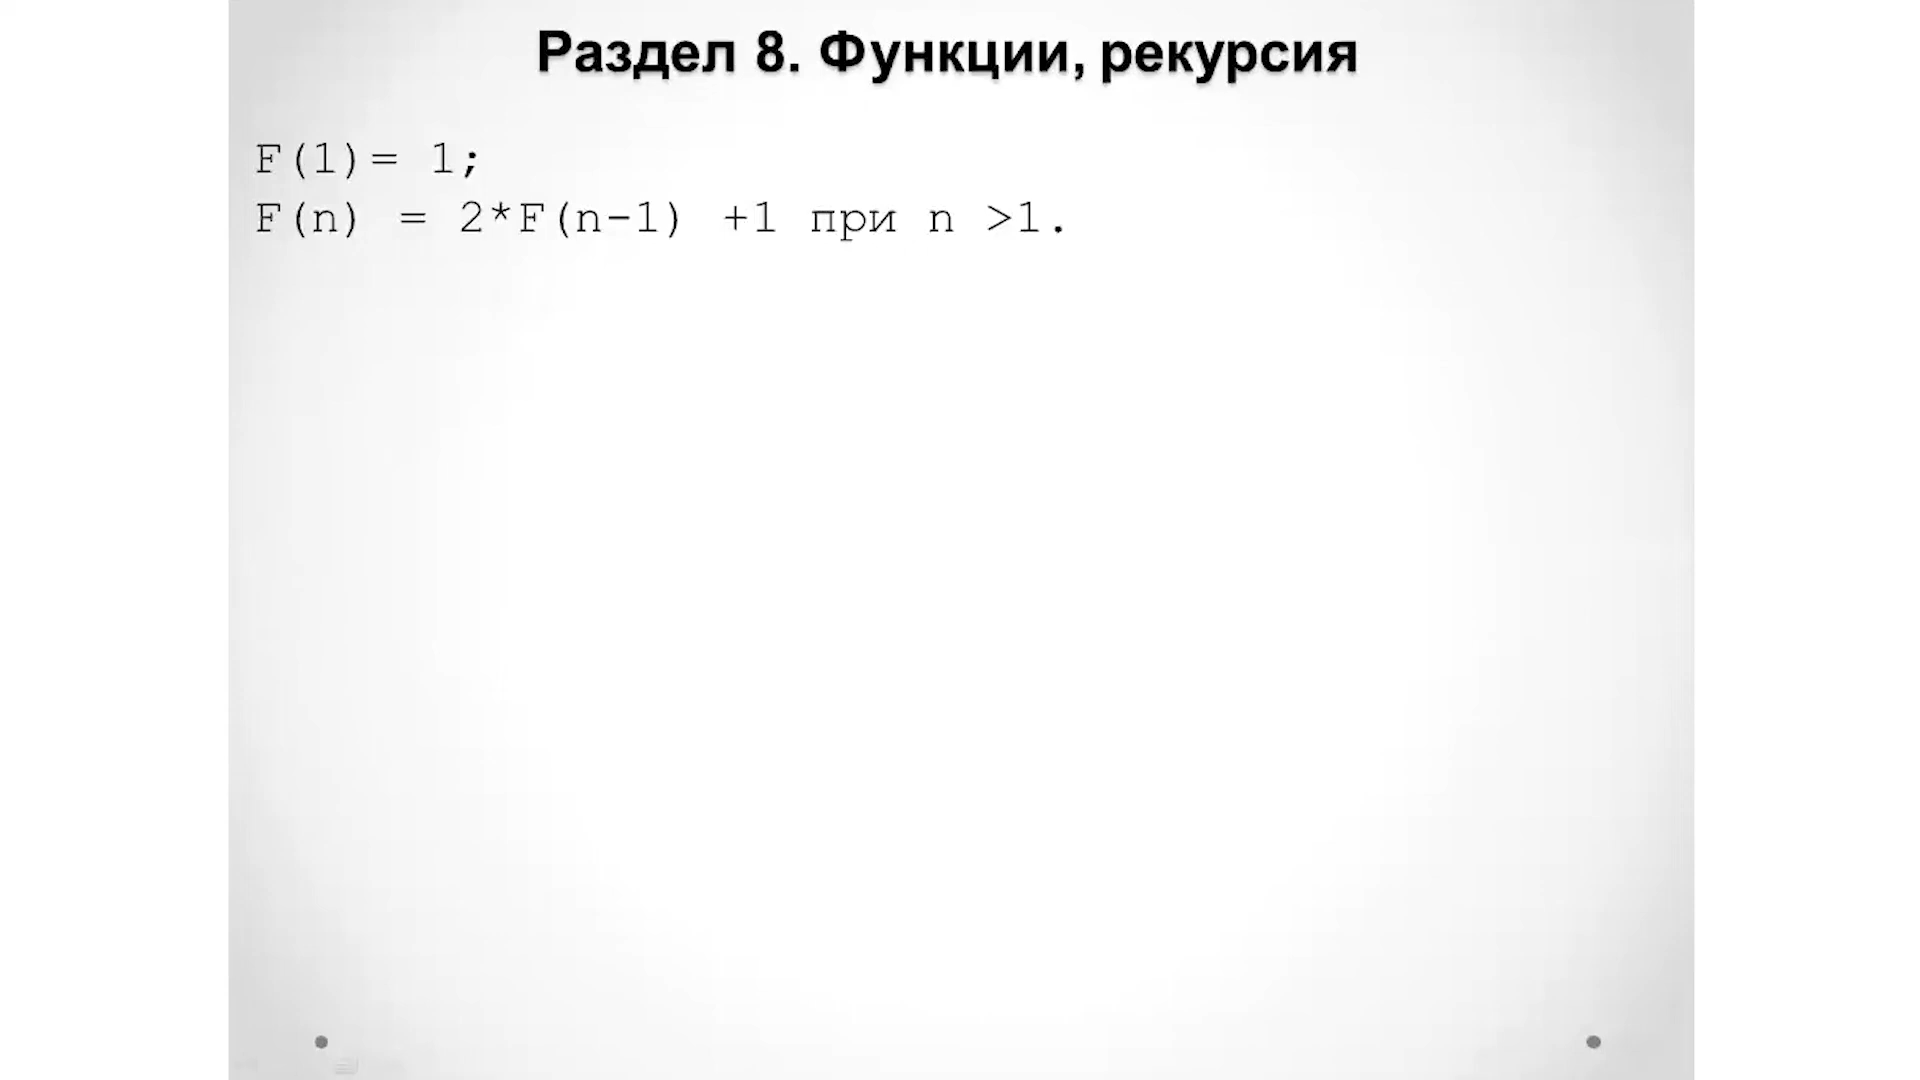 Раздел 8. Функции, рекурсия
F(1)= 1;
F(n) = 2*F(n-1) +1 при n >1.